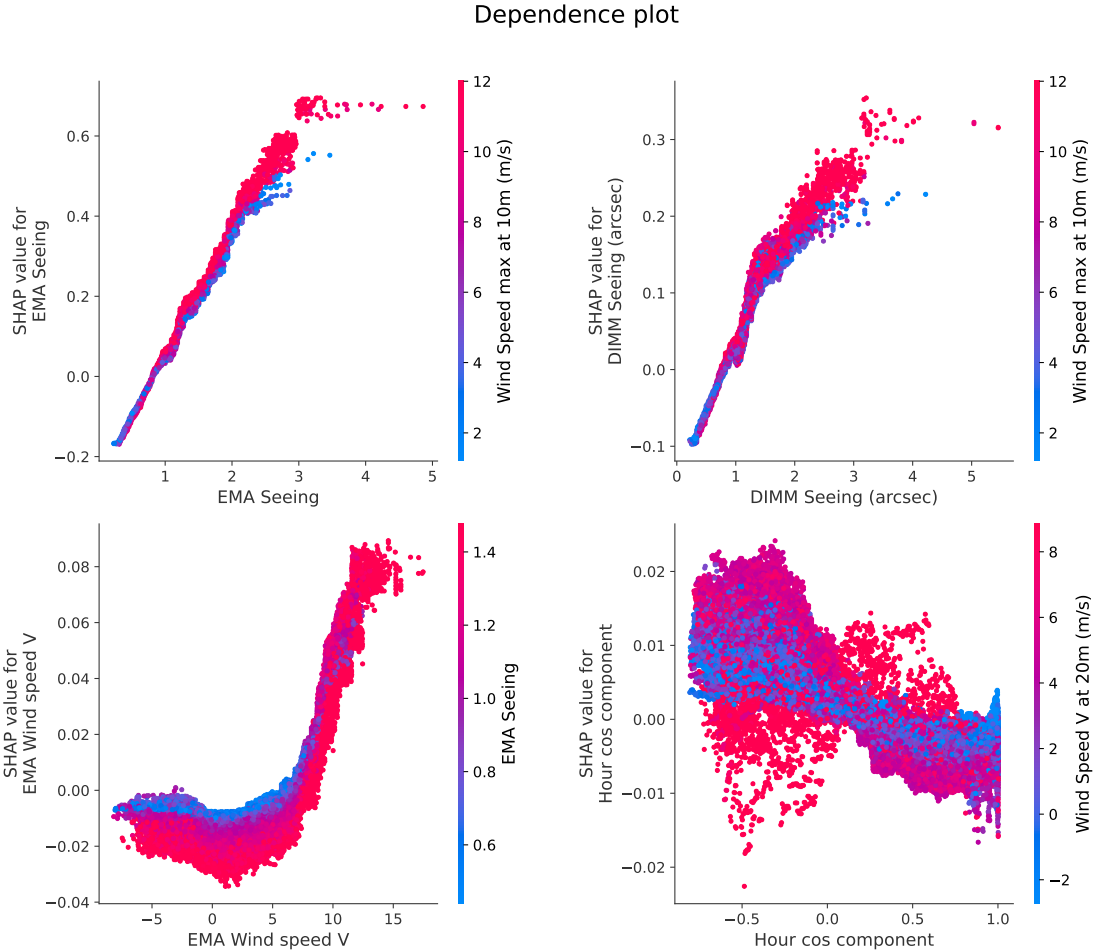 Dependence plot
SHAP value for
EMA Seeing
0.6
0.4
0.2
0.0
−0.2
1 2 3 4 5
EMA Seeing
12
10
8
6
4
2
Wind Speed max at 10m (m/s)
SHAP value for
DIMM Seeing (arcsec)
0.3
0.2
0.1
0.0
−0.1
0 1 2 3 4 5
DIMM Seeing (arcsec)
12
10
8
6
4
2
Wind Speed max at 10m (m/s)
SHAP value for
EMA Wind speed V
0.08
0.06
0.04
0.02
0.00
−0.02
−0.04
−5 0 5 10 15
EMA Wind speed V
1.4
1.2
1.0
0.8
0.6
EMA Seeing
SHAP value for
Hour cos component
0.02
0.01
0.00
−0.01
−0.02
−0.5 0.0 0.5 1.0
Hour cos component
8
6
4
2
0
−2
Wind Speed V at 20m (m/s)